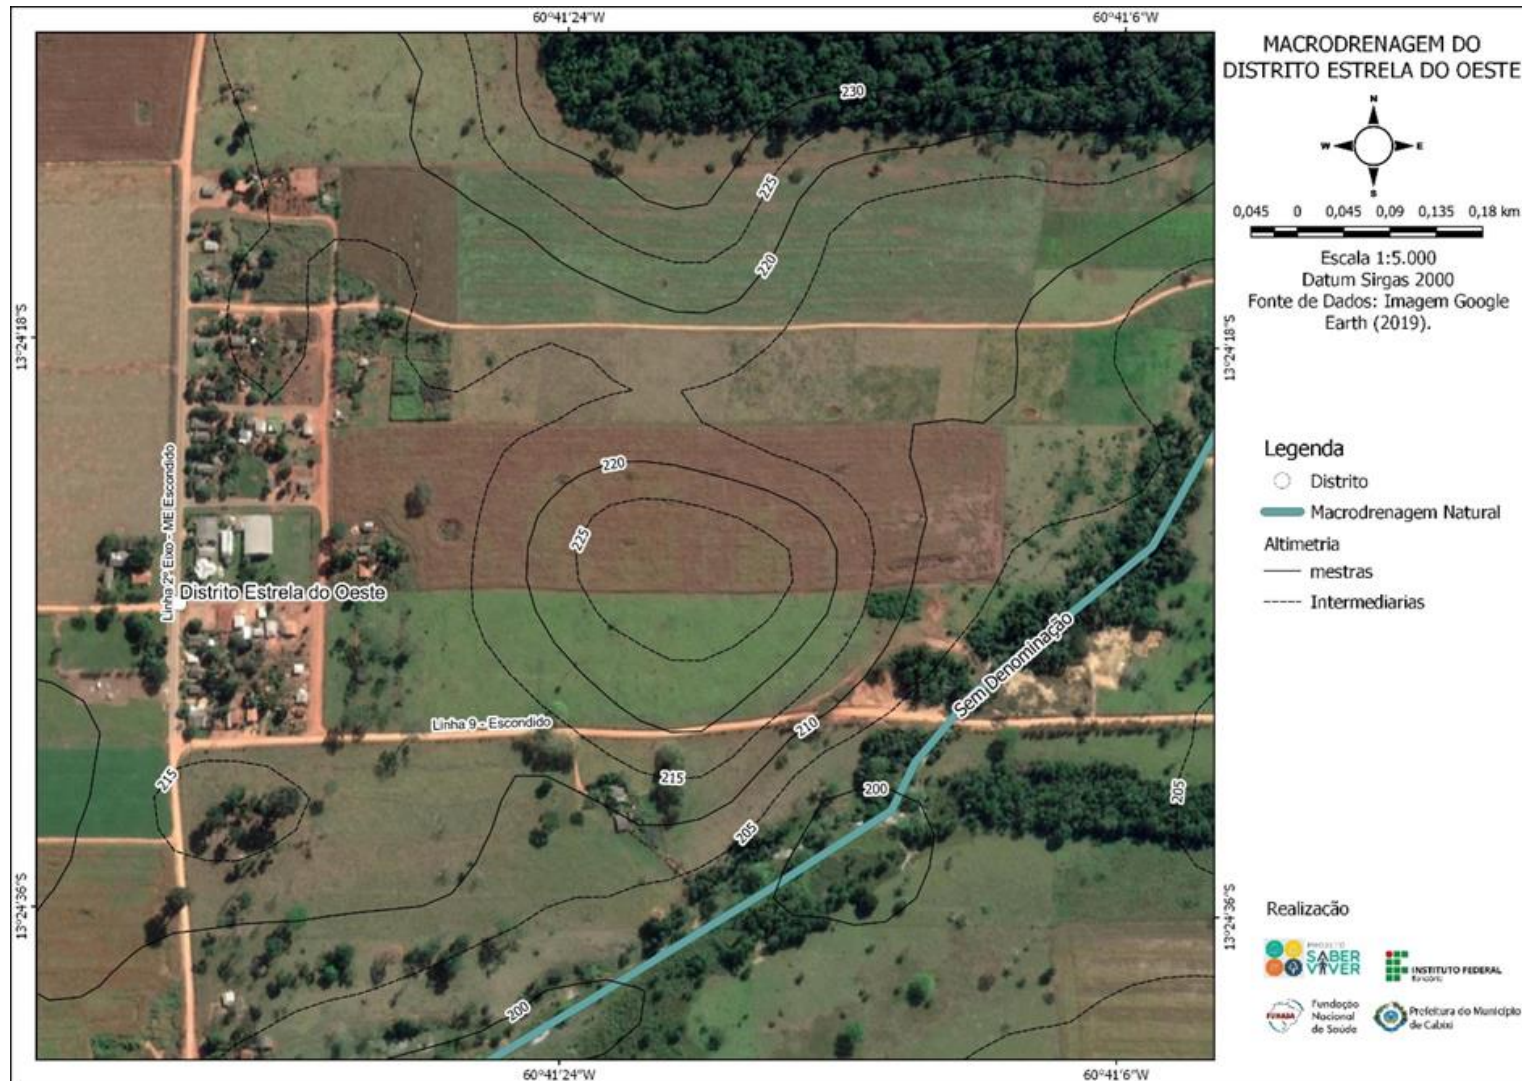 60°41'24"W
60°41'6"W
MACRODRENAGEM DO
DISTRITO ESTRELA DO OESTE
N
W
E
S
0,045 0 0,045 0,09 0,135 0,18 km
Escala 1:5.000
Datum Sirgas 2000
Fonte de Dados: Imagem Google
Earth (2019).
13°24'18"S
13°24'18"S
230
225
220
220
225
Linha 2º Eixo - ME Escondido
Distrito Estrela do Oeste
Linha 9 - Escondido
Sem Denominação
210
215
215
200
205
205
200
Legenda
Distrito
Macrodrenagem Natural
Altimetria
mestras
Intermediarias
13°24'36"S
13°24'36"S
Realização
PROJETO
SABER
VIVER
INSTITUTO FEDERAL
Rondônia
FUNASA
Fundação
Nacional
de Saúde
Prefeitura do Município
de Cabixi
60°41'24"W
60°41'6"W